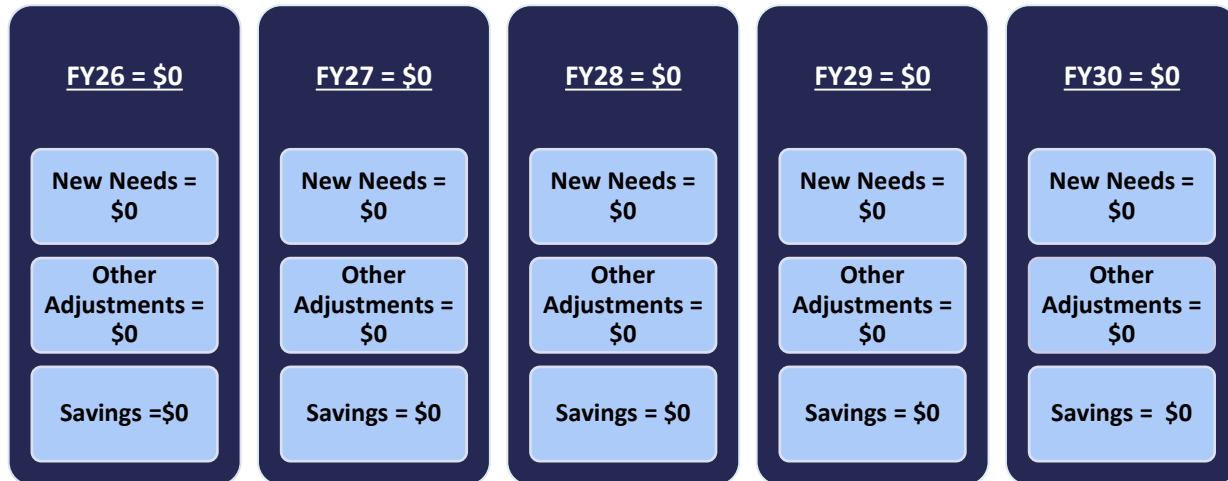 FY26 = $0
New Needs =
$0
Other
Adjustments =
$0
Savings =$0
FY27 = $0
New Needs =
$0
Other
Adjustments =
$0
Savings = $0
FY28 = $0
New Needs =
$0
Other
Adjustments =
$0
Savings = $0
FY29 = $0
New Needs =
$0
Other
Adjustments =
$0
Savings = $0
FY30 = $0
New Needs =
$0
Other
Adjustments =
$0
Savings =  $0